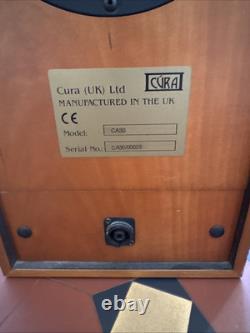 Cura (UK) Ltd
CURA
MANUFACTURED IN THE UK
CE
Model: CA30
Serial No.: